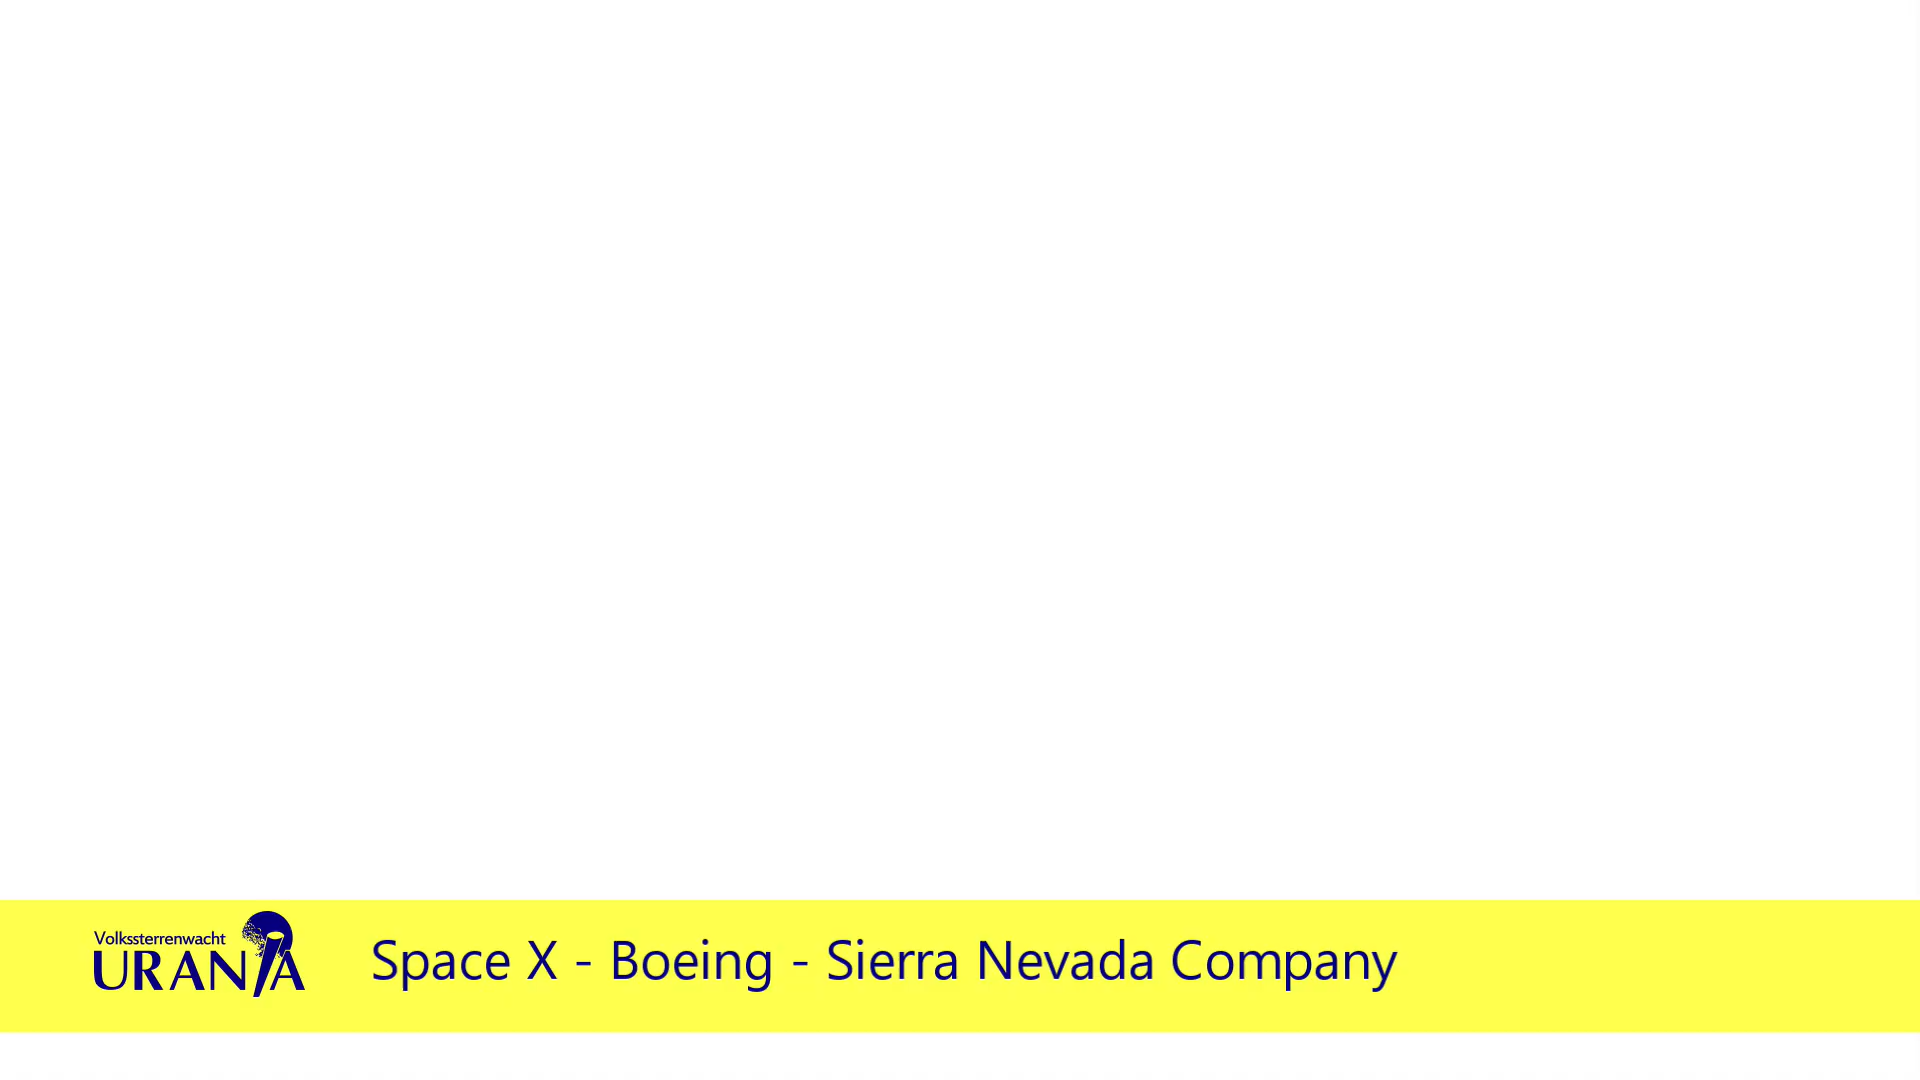 Volkssterrenwacht
URANIA
Space X - Boeing - Sierra Nevada Company